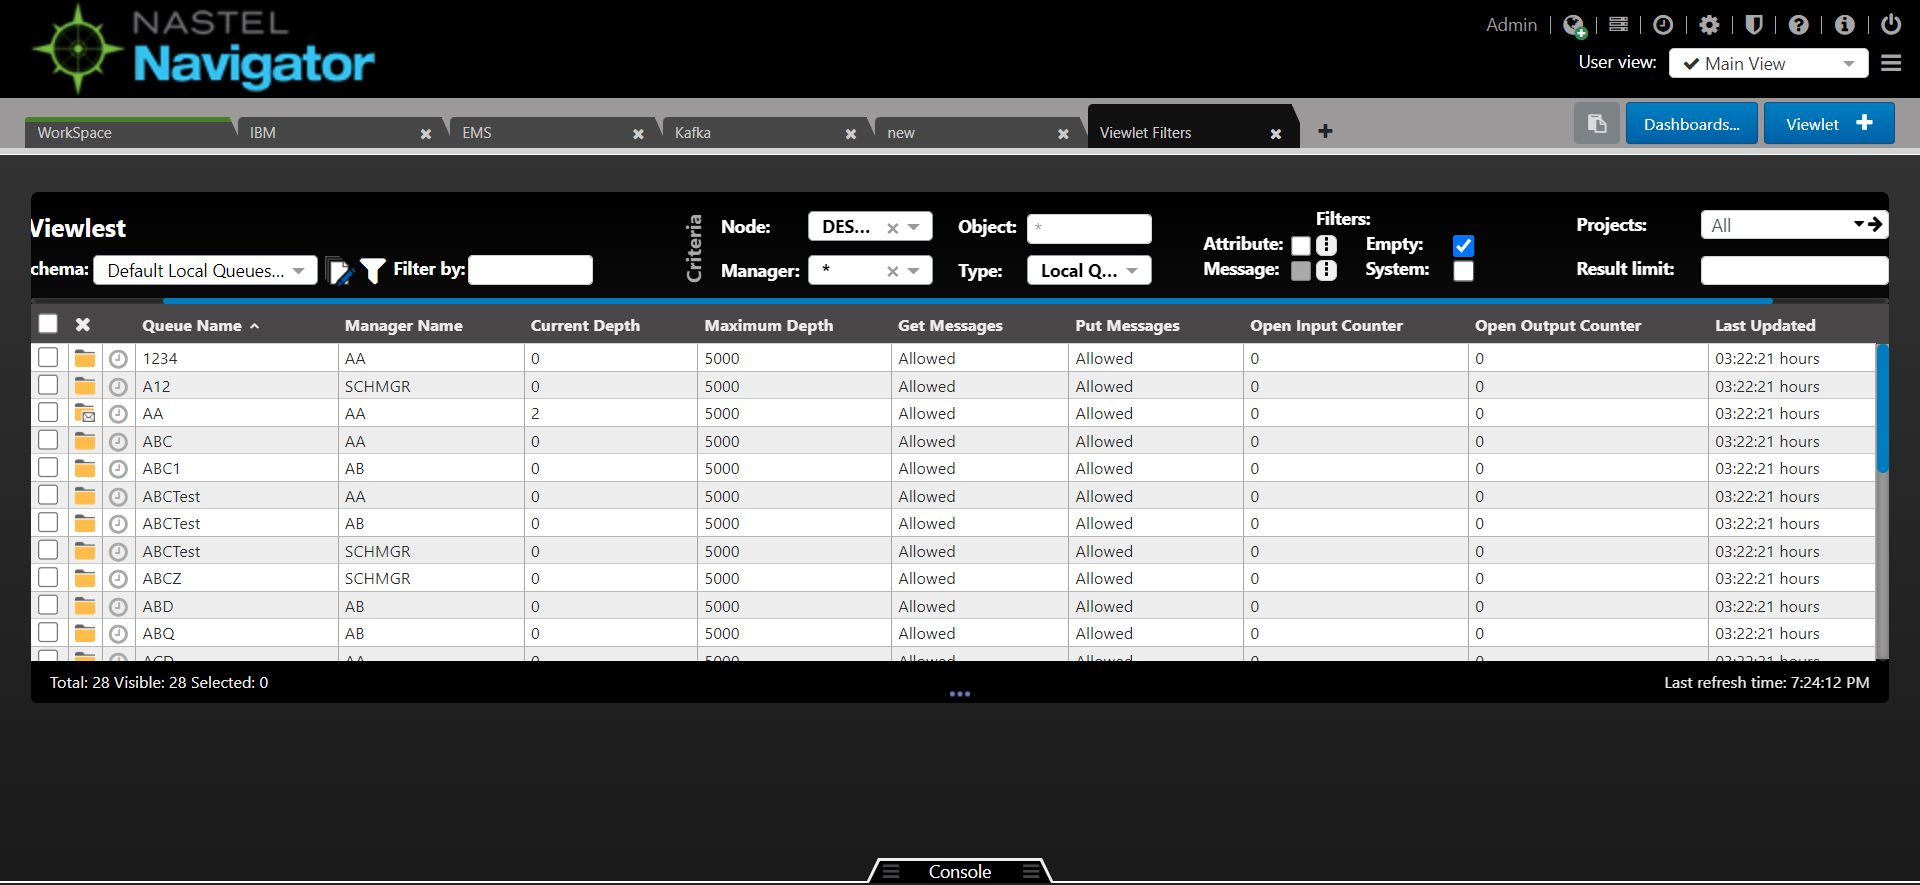 NASTEL
Navigator
Admin
User view: Main View
WorkSpace IBM EMS Kafka new Viewlet Filters
Dashboards... Viewlet
Viewlest
Criteria
Node: DES... Object: *
Filters:
Attribute: Empty:
Projects: All
chema: Default Local Queues... Filter by:
Manager: * Type: Local Q...
Message: System:
Result limit:
Queue Name Manager Name Current Depth Maximum Depth Get Messages Put Messages Open Input Counter Open Output Counter Last Updated
1234 AA 0 5000 Allowed Allowed 0 0 03:22:21 hours
A12 SCHMGR 0 5000 Allowed Allowed 0 0 03:22:21 hours
AA AA 2 5000 Allowed Allowed 0 0 03:22:21 hours
ABC AA 0 5000 Allowed Allowed 0 0 03:22:21 hours
ABC1 AB 0 5000 Allowed Allowed 0 0 03:22:21 hours
ABCTest AA 0 5000 Allowed Allowed 0 0 03:22:21 hours
ABCTest AB 0 5000 Allowed Allowed 0 0 03:22:21 hours
ABCTest SCHMGR 0 5000 Allowed Allowed 0 0 03:22:21 hours
ABCZ SCHMGR 0 5000 Allowed Allowed 0 0 03:22:21 hours
ABD AB 0 5000 Allowed Allowed 0 0 03:22:21 hours
ABQ AB 0 5000 Allowed Allowed 0 0 03:22:21 hours
AA 0 5000 Allowed Allowed 0 0 03:22:21 hours
Total: 28 Visible: 28 Selected: 0
Last refresh time: 7:24:12 PM
Console